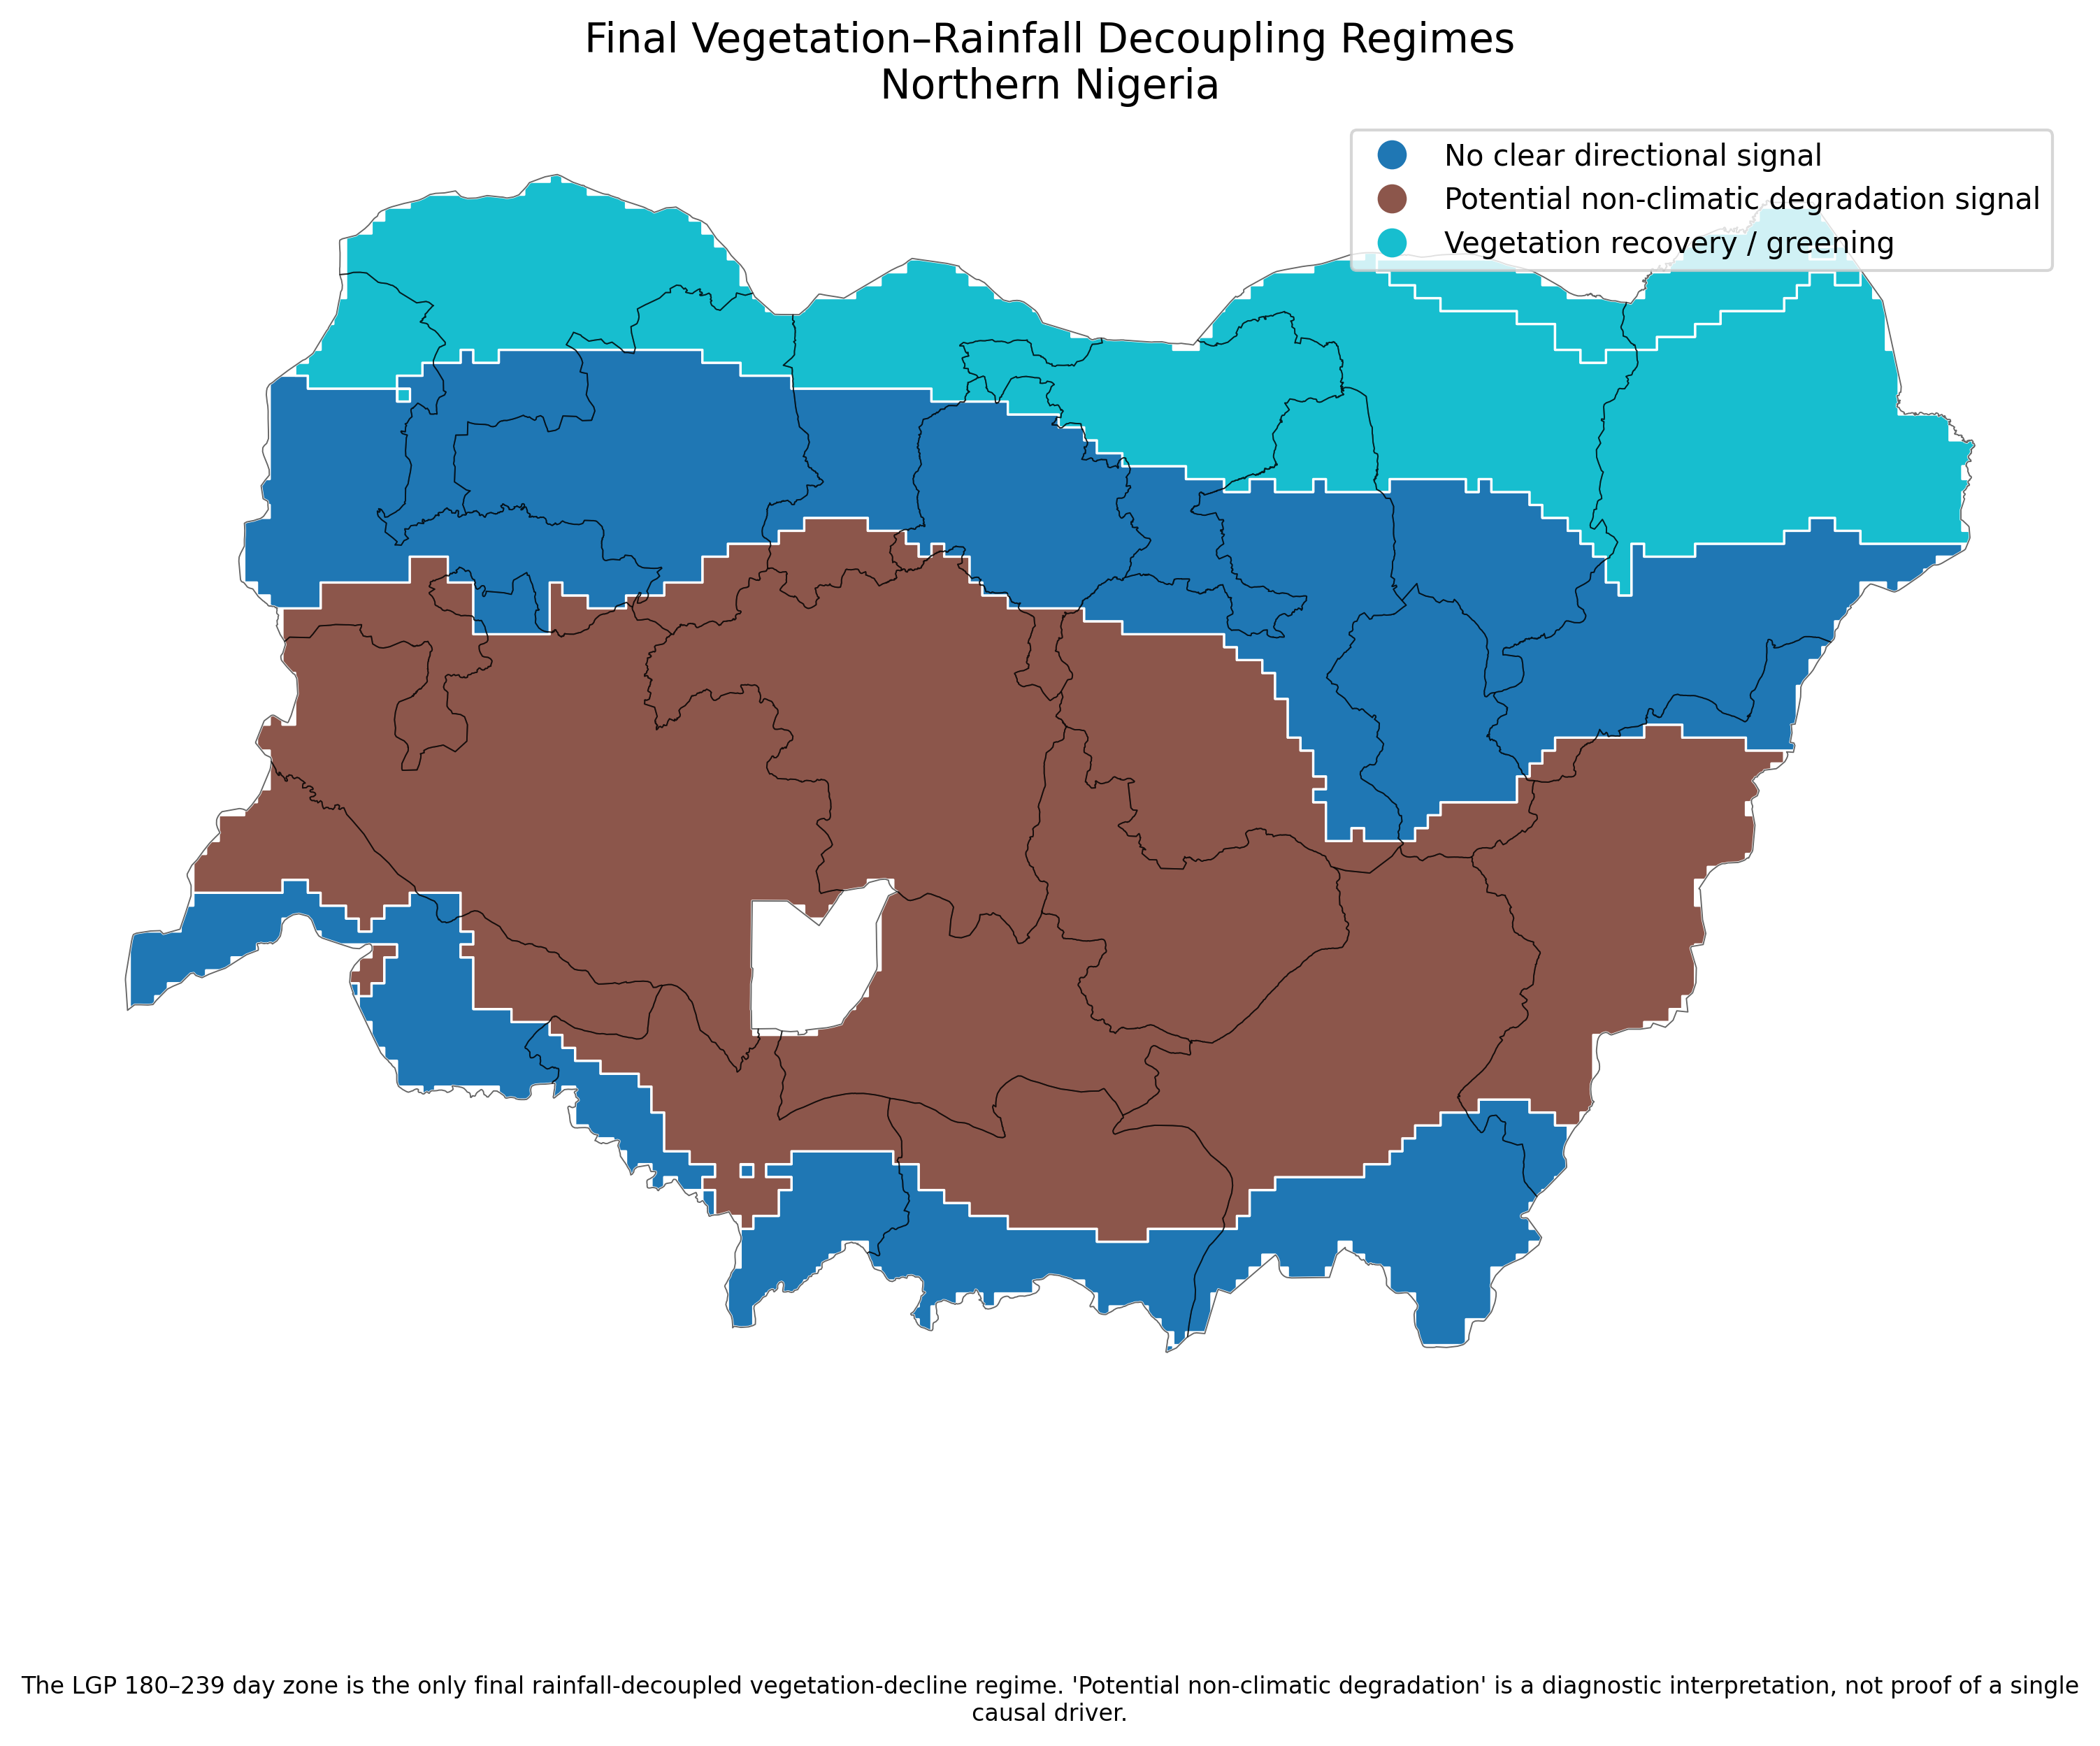 Final Vegetation–Rainfall Decoupling Regimes
Northern Nigeria
No clear directional signal
Potential non-climatic degradation signal
Vegetation recovery / greening
The LGP 180–239 day zone is the only final rainfall-decoupled vegetation-decline regime. 'Potential non-climatic degradation' is a diagnostic interpretation, not proof of a single
causal driver.